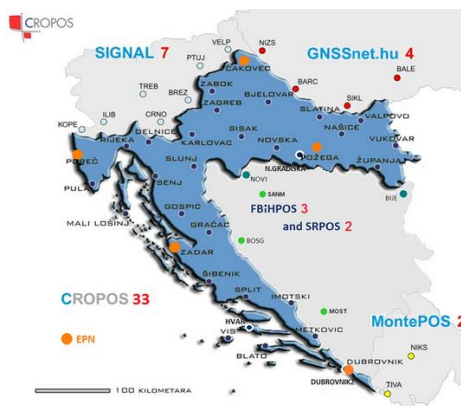 CROPOS
SIGNAL 7
GNSSnet.hu 4
VELP
NIZS
PTUJ
BALE
ČAKOVEC
BARC
TREB
BREZ
ZABOK
BJELOVAR
SIKL
ZAGREB
SLATINA
VALPOVO
ILIB
CRNO
KOPE
DELNICE
RIJEKA
KARLOVAC
SISAK
NAŠICE
VUKOVAR
NOVSKA
POREČ
SLUNJ
N.GRADIŠKA
POŽEGA
ŽUPANJA
PULA
SENJ
NOVI
BIJE
SANM
MALI LOŠINJ
GOSPIĆ
FBiHPOS 3
and SRPOS 2
GRAČAC
BOSG
ZADAR
ŠIBENIK
CROPOS 33
SPLIT
IMOTSKI
MOST
HVAR
VIS
METKOVIĆ
MontePOS 2
EPN
BLATO
DUBROVNIK
NIKS
DUBROVNIK2
TIVA
100 KILOMETARA